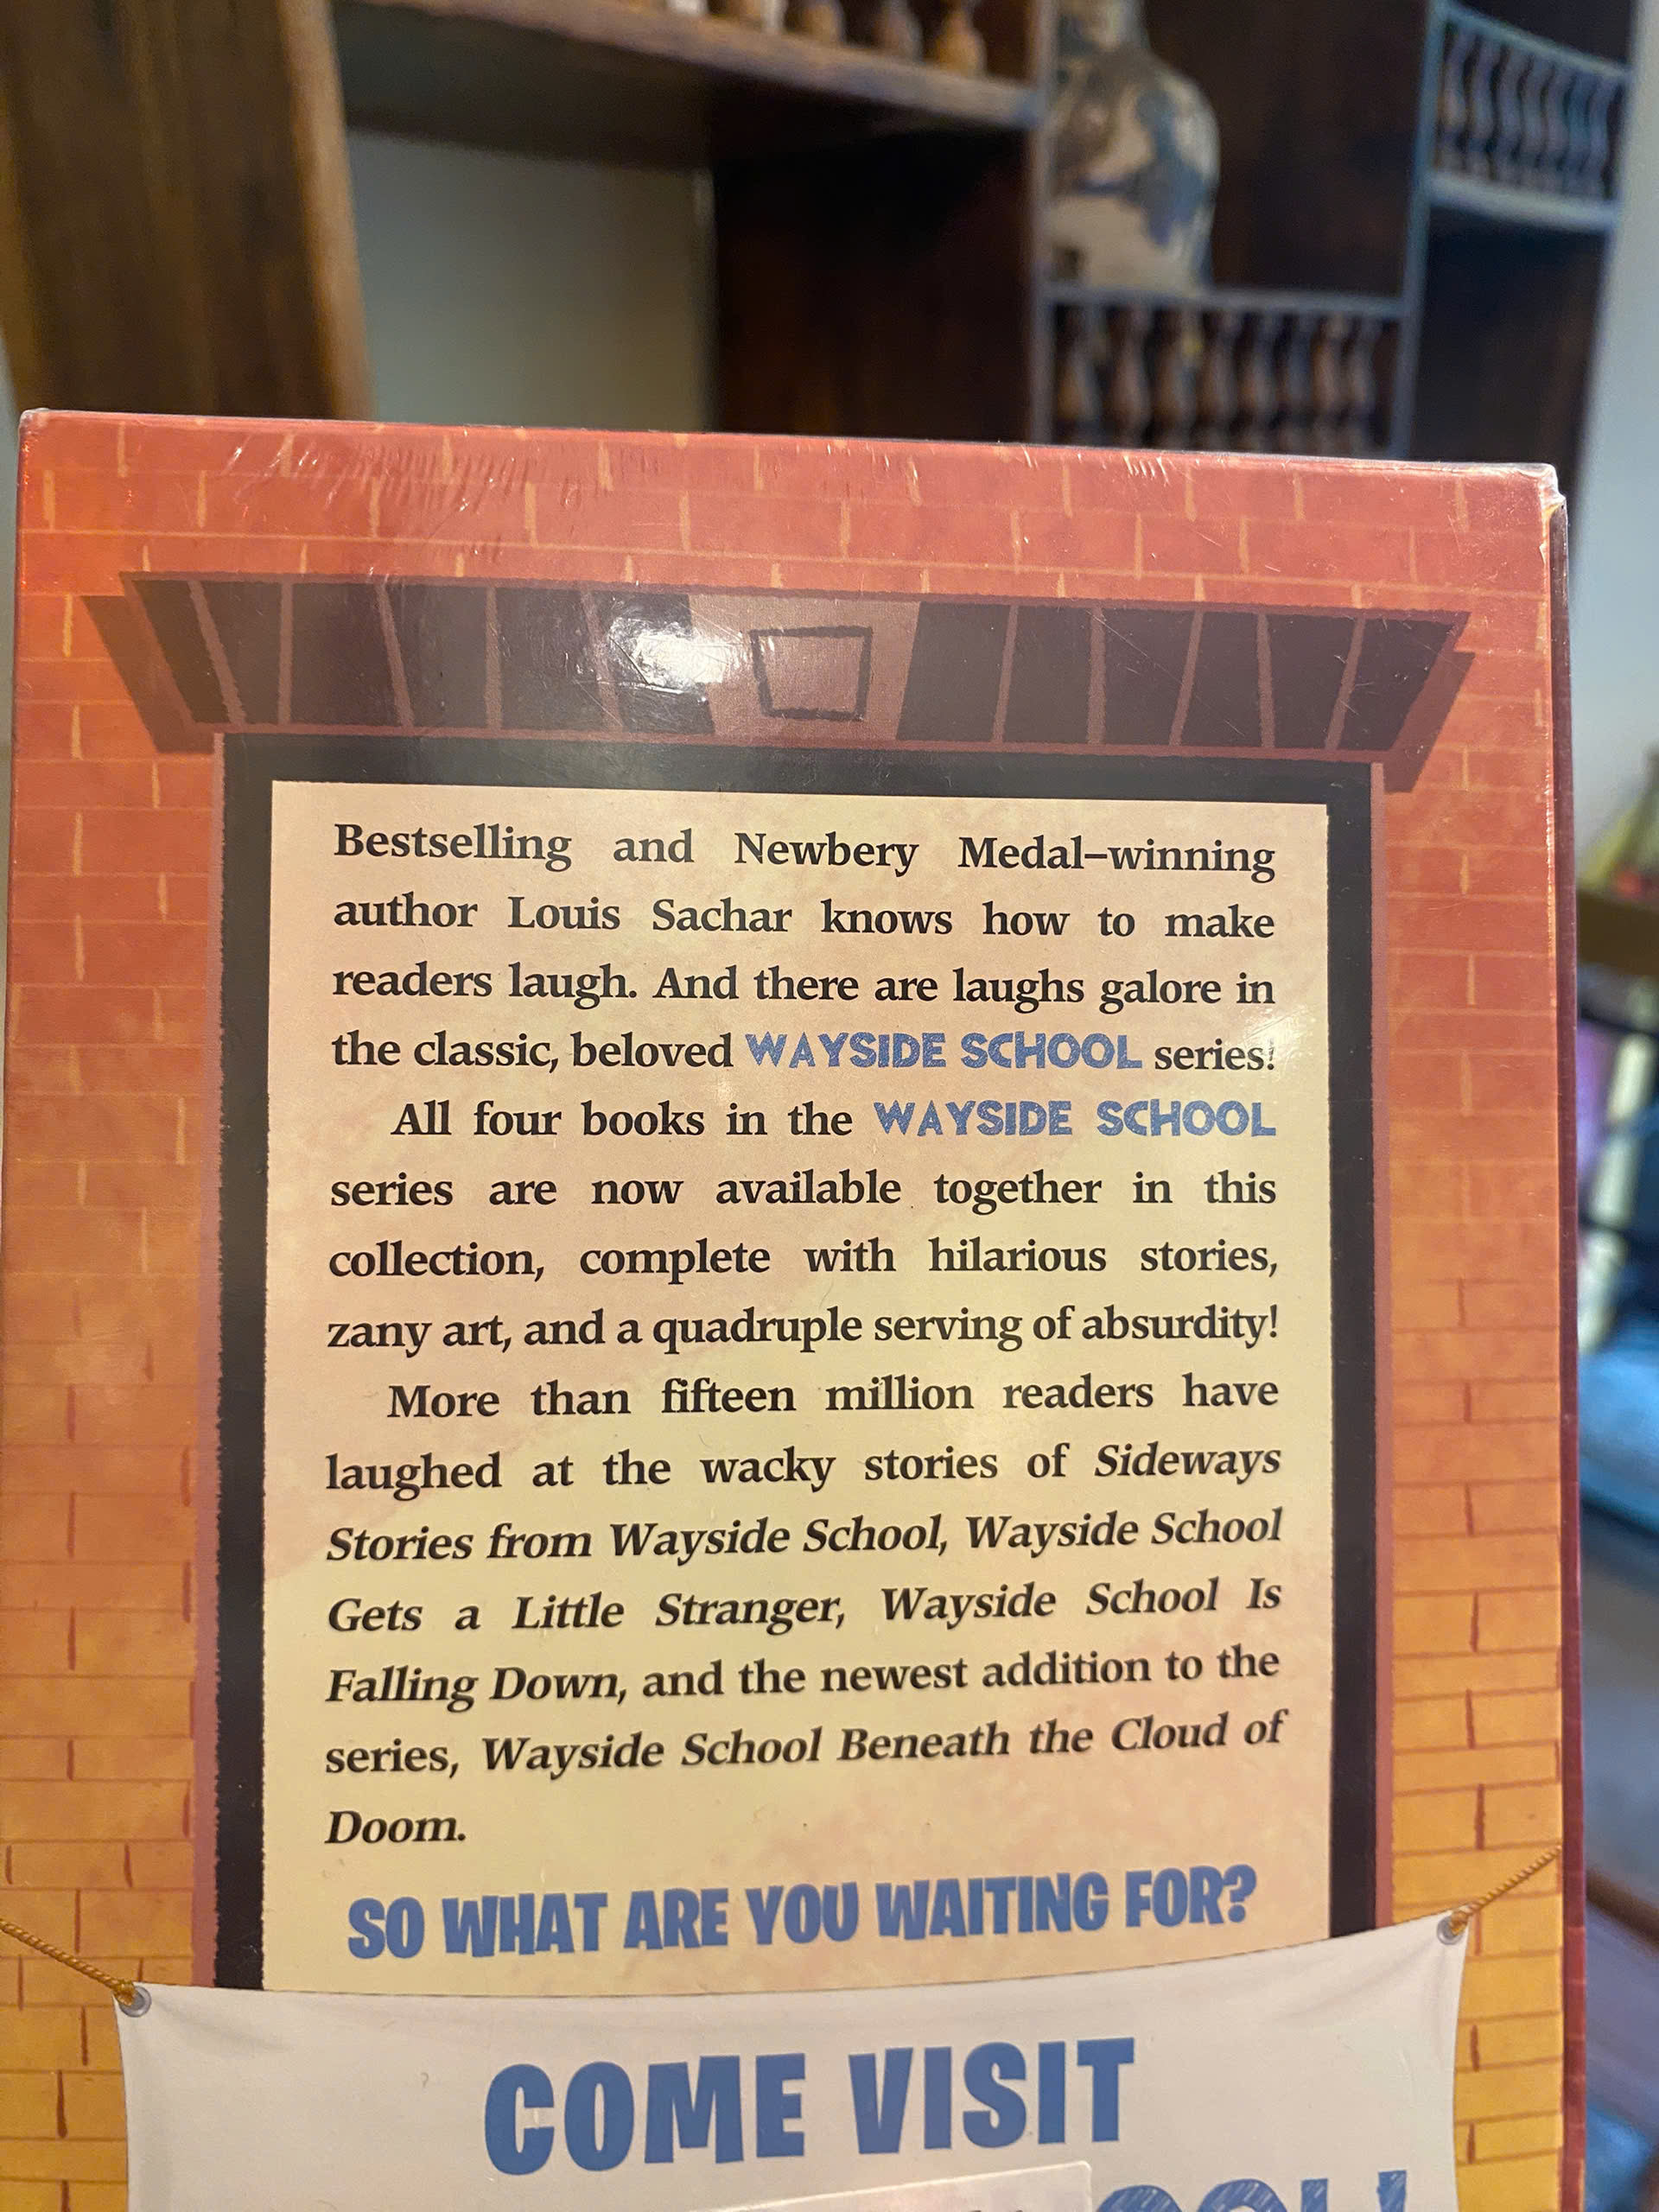 Bestselling and Newbery Medal–winning
author Louis Sachar knows how to make
readers laugh. And there are laughs galore in
the classic, beloved WAYSIDE SCHOOL series!
All four books in the WAYSIDE SCHOOL
series are now available together in this
collection, complete with hilarious stories,
zany art, and a quadruple serving of absurdity!
More than fifteen million readers have
laughed at the wacky stories of Sideways
Stories from Wayside School, Wayside School
Gets a Little Stranger, Wayside School Is
Falling Down, and the newest addition to the
series, Wayside School Beneath the Cloud of
Doom.
SO WHAT ARE YOU WAITING FOR?
COME VISIT